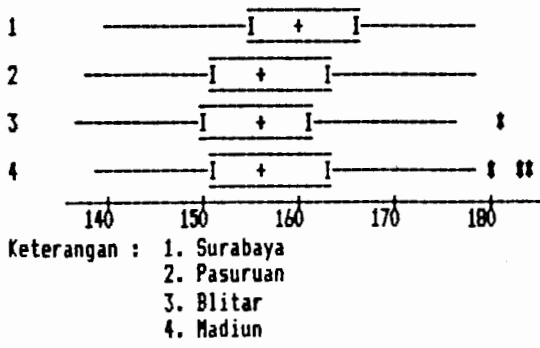 1
2
3
4
140 150 160 170 180
Keterangan : 1. Surabaya
2. Pasuruan
3. Blitar
4. Madiun